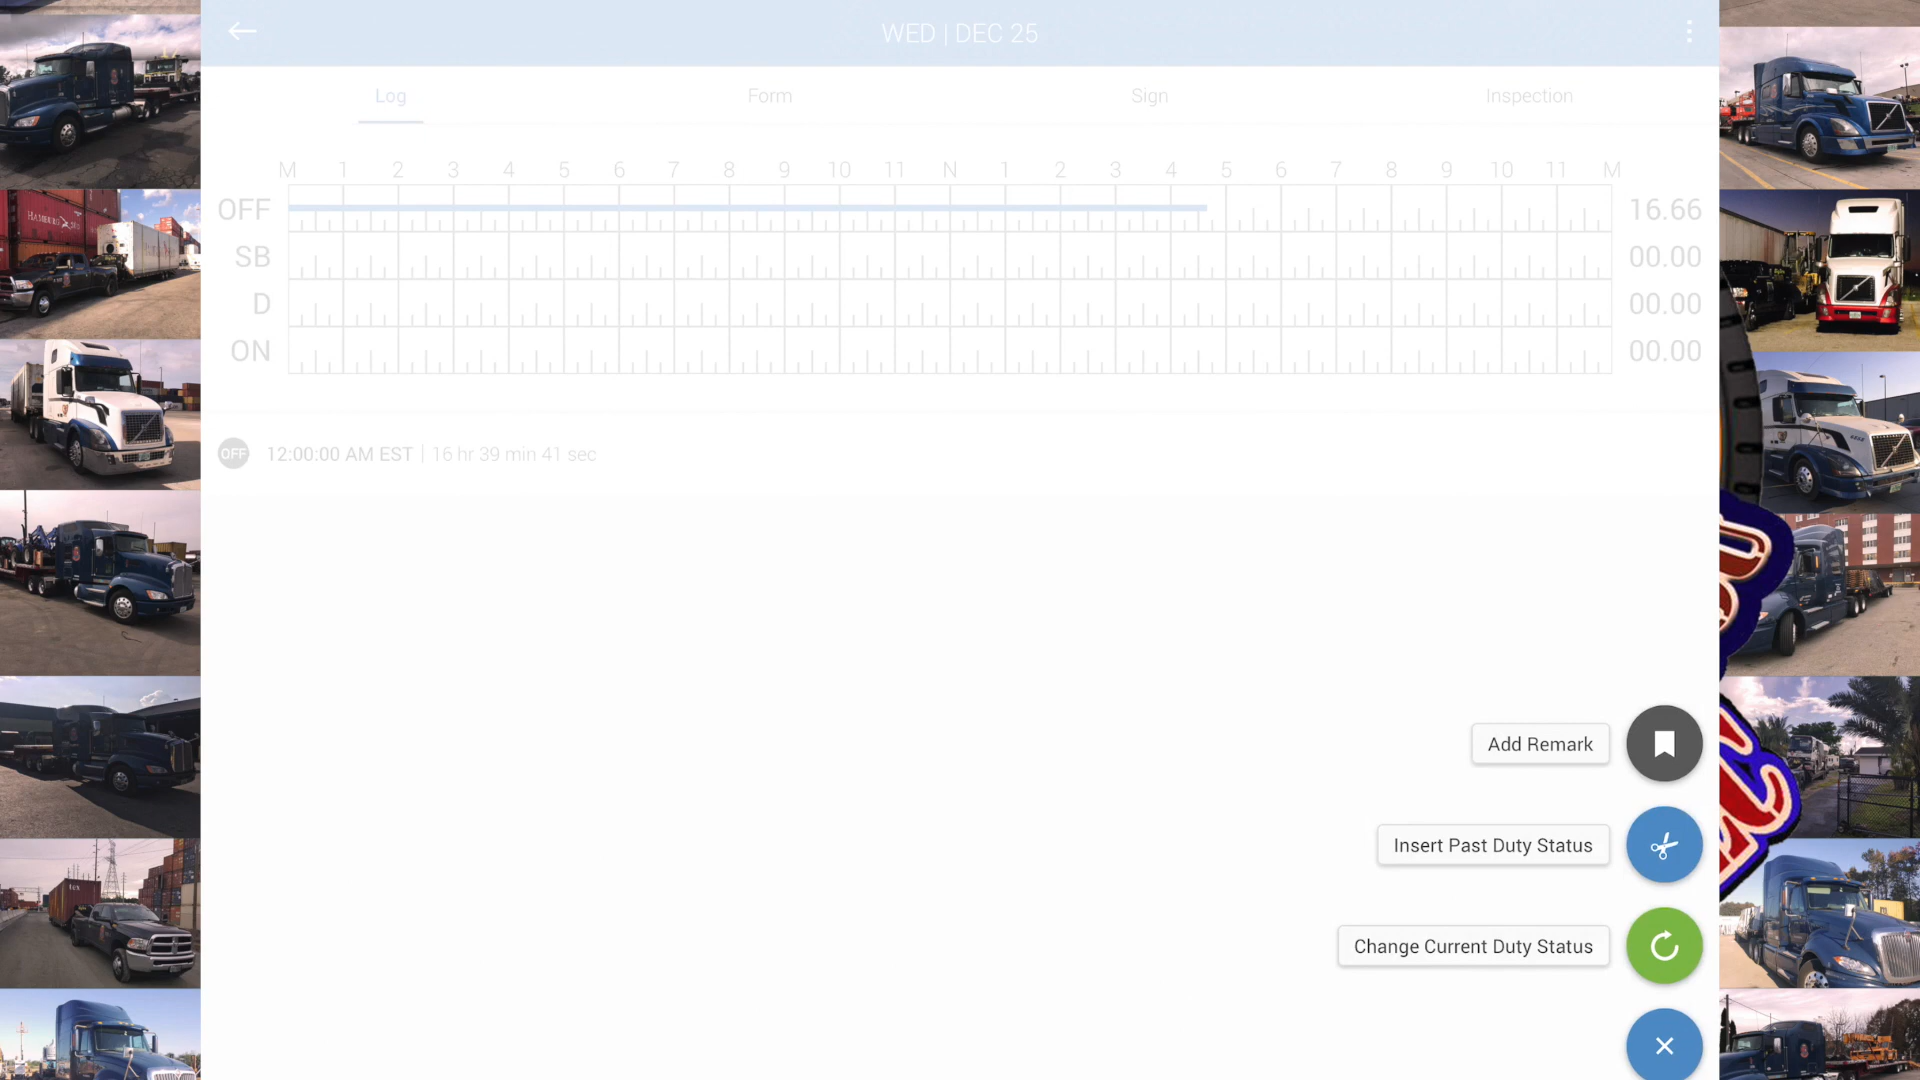 WED | DEC 25
Log Form Sign Inspection
M 1 2 3 4 5 6 7 8 9 10 11 N 1 2 3 4 5 6 7 8 9 10 11 M
OFF 16.66
SB 00.00
D 00.00
ON 00.00
OFF 12:00:00 AM EST | 16 hr 39 min 41 sec
Add Remark
Insert Past Duty Status
Change Current Duty Status
HAMBURG SÜD
tex